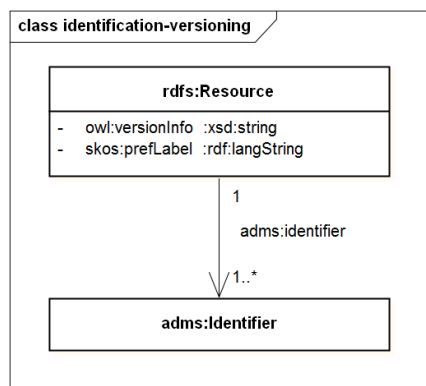 class identification-versioning
rdfs:Resource
- owl:versionInfo :xsd:string
- skos:prefLabel :rdf:langString
1
adms:identifier
1..*
adms:Identifier